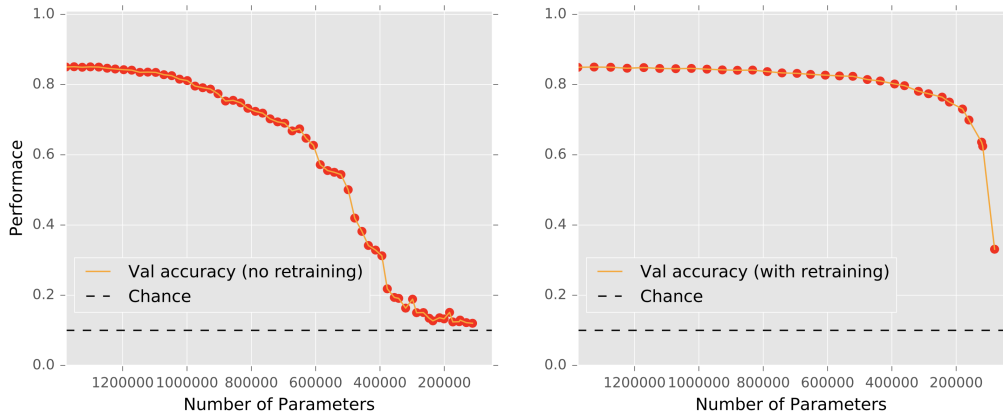 1.0
0.8
0.6
0.4
0.2
0.0
Performace
Val accuracy (no retraining)
Chance
1200000 1000000 800000 600000 400000 200000
Number of Parameters
1.0
0.8
0.6
0.4
0.2
0.0
Val accuracy (with retraining)
Chance
1200000 1000000 800000 600000 400000 200000
Number of Parameters